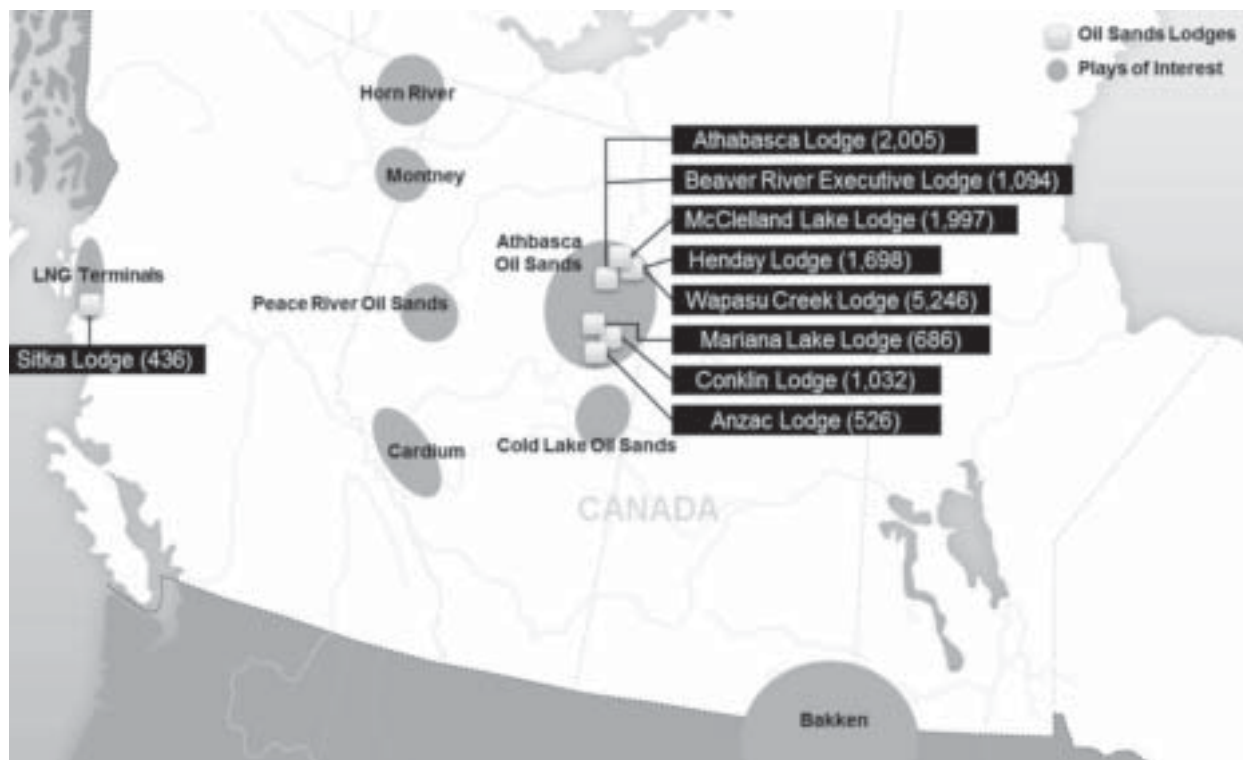 Oil Sands Lodges
Plays of Interest
Horn River
Montney
Athabasca Lodge (2,005)
Beaver River Executive Lodge (1,094)
McClelland Lake Lodge (1,997)
Athbasca
Oil Sands
Henday Lodge (1,698)
LNG Terminals
Peace River Oil Sands
Wapasu Creek Lodge (5,246)
Mariana Lake Lodge (686)
Sitka Lodge (436)
Conklin Lodge (1,032)
Anzac Lodge (526)
Cardium
Cold Lake Oil Sands
CANADA
Bakken